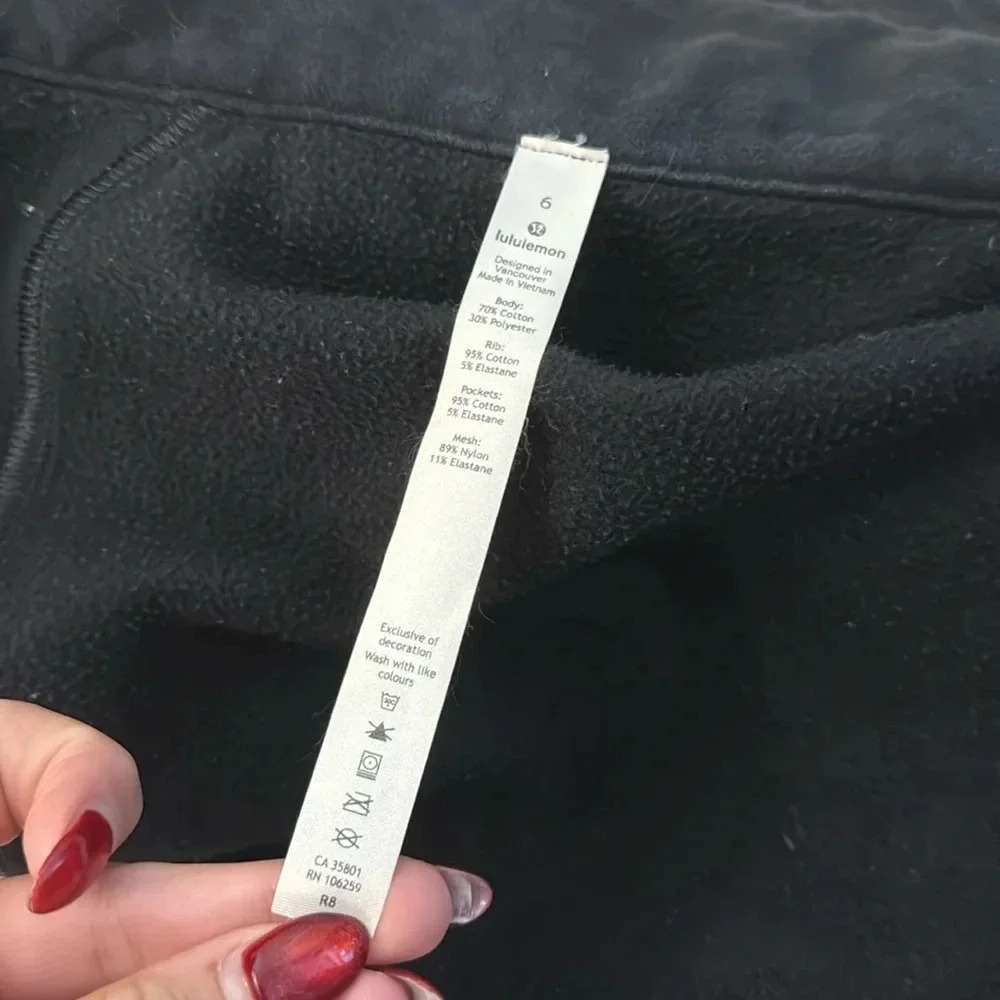 6
lululemon
Designed in
Vancouver
Made in Vietnam
Body:
70% Cotton
30% Polyester
Rib:
95% Cotton
5% Elastane
Pockets:
95% Cotton
5% Elastane
Mesh:
89% Nylon
11% Elastane
Exclusive of
decoration
Wash with like
colours
30C
CA 35801
RN 106259
R8